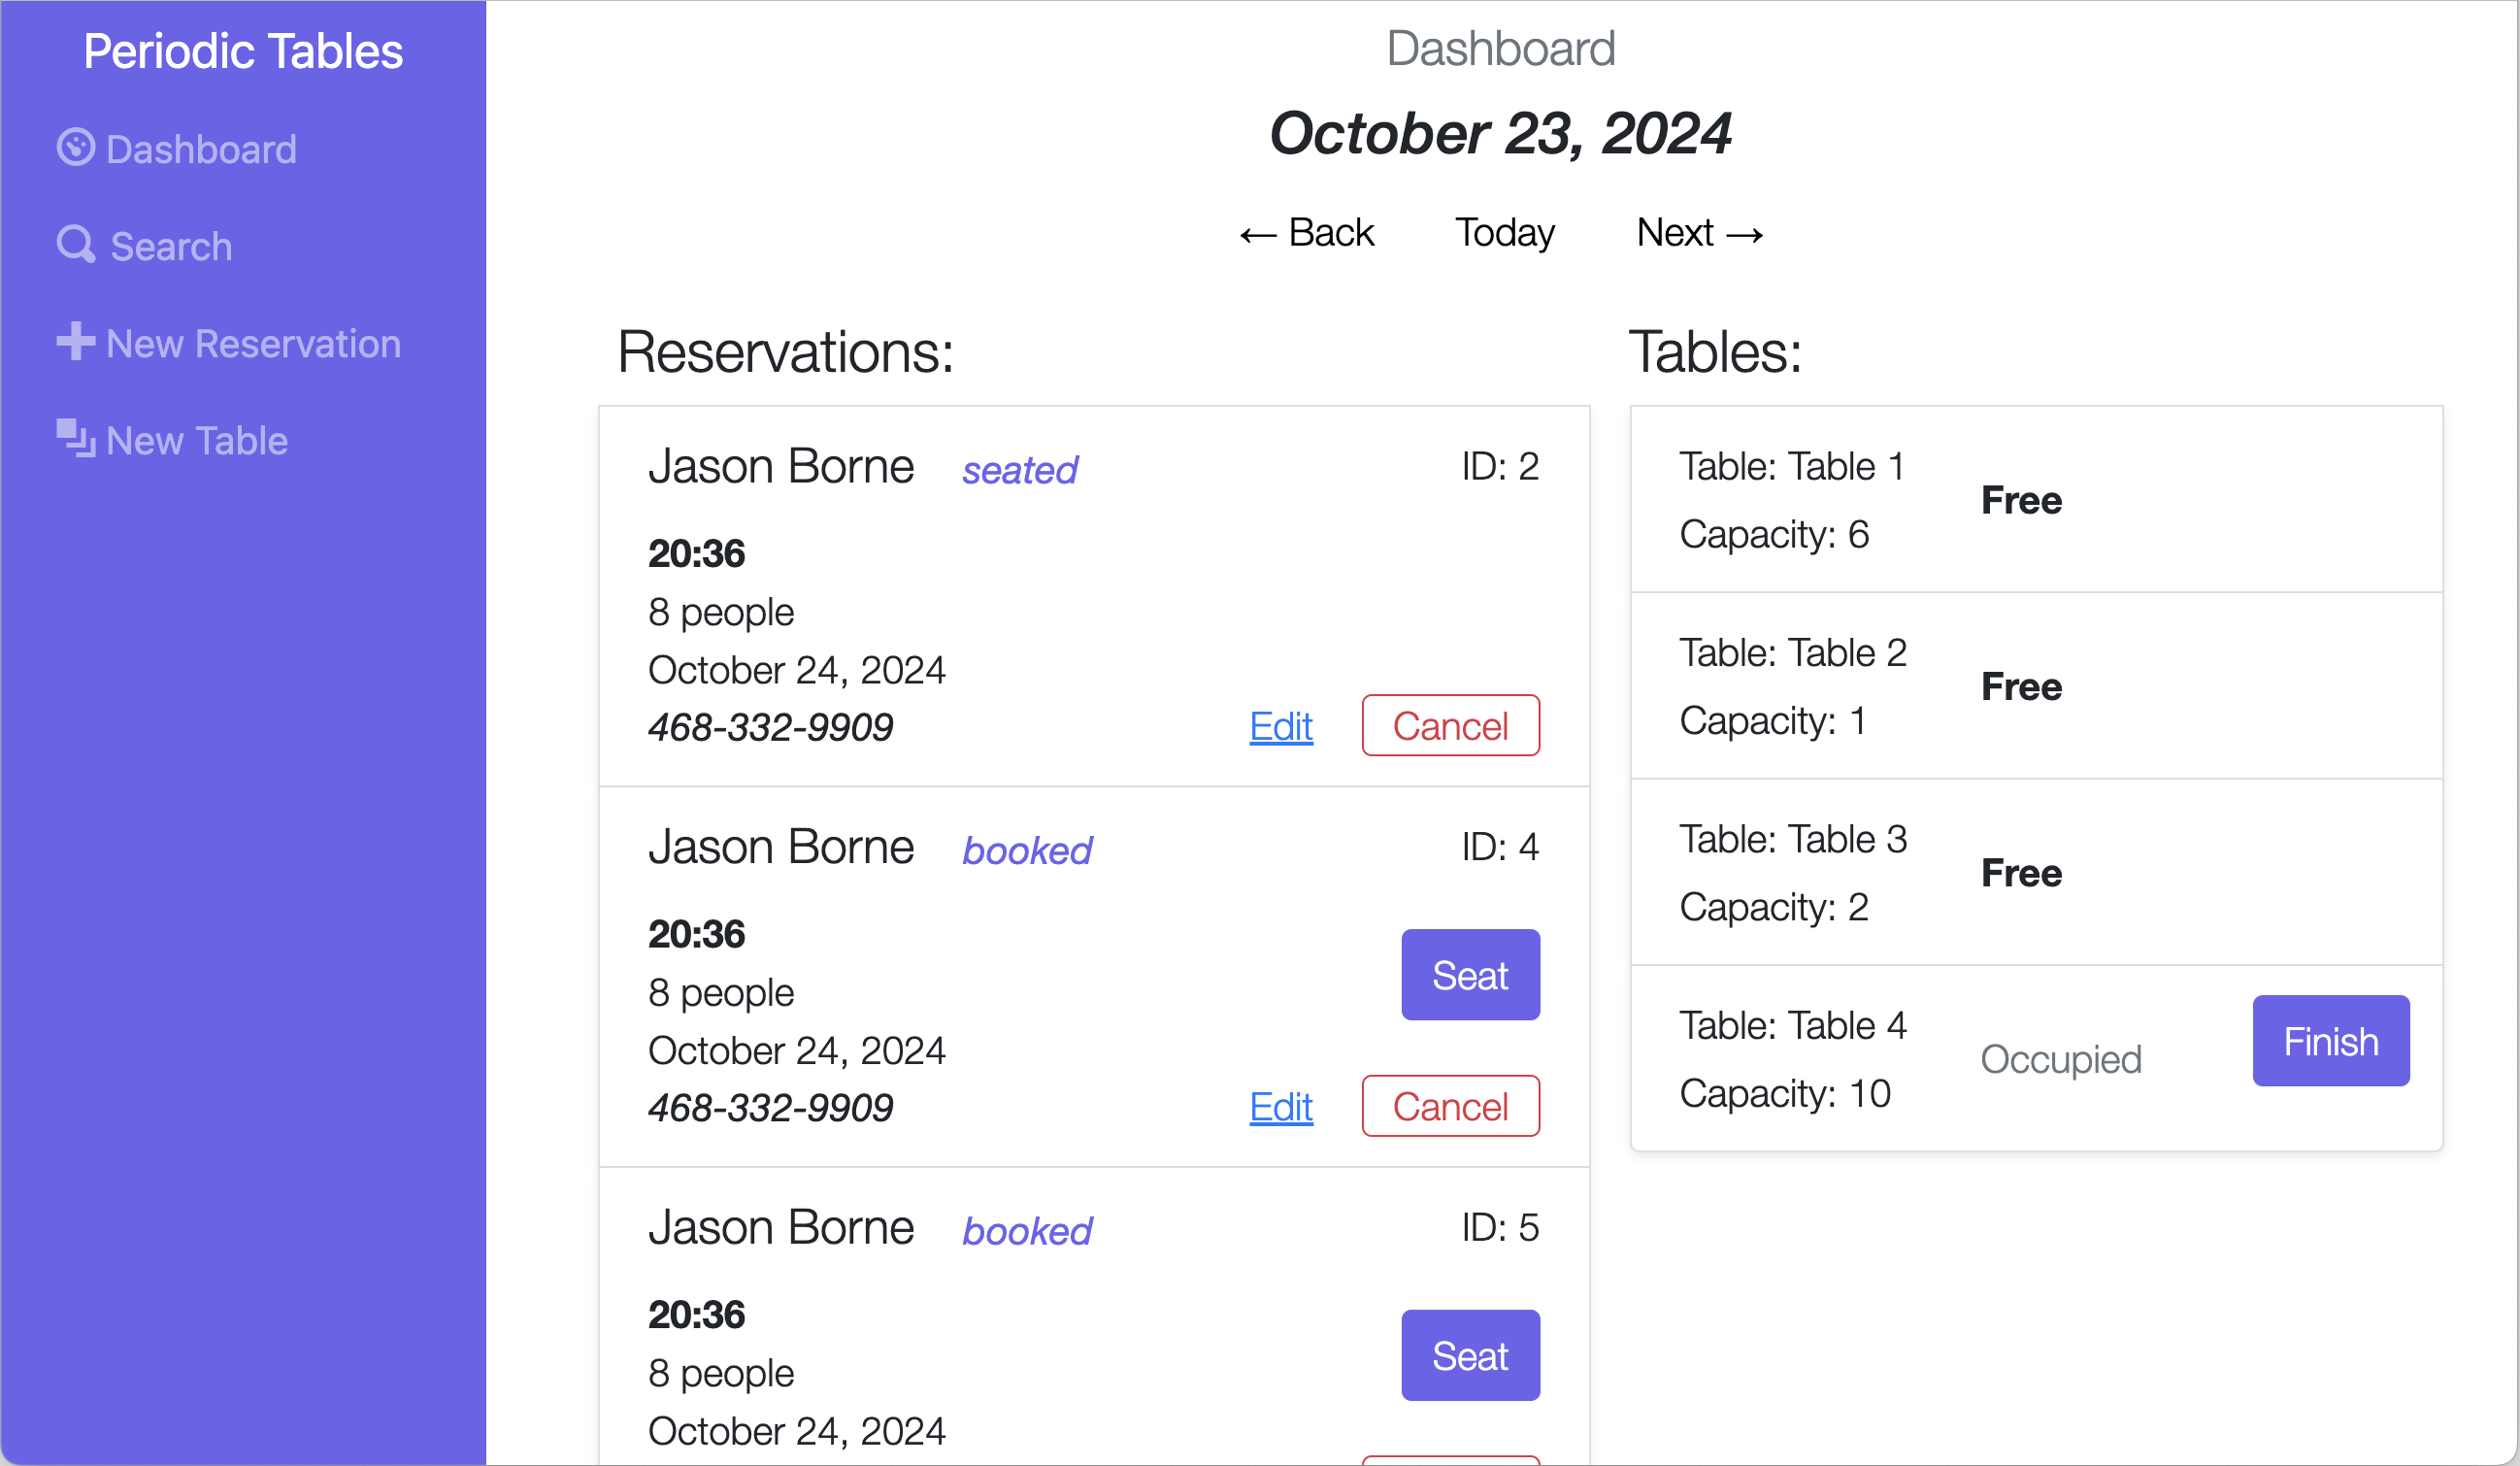 Periodic Tables
Dashboard
Search
New Reservation
New Table
Dashboard
October 23, 2024
← Back Today Next →
Reservations:
Jason Borne seated ID: 2
20:36
8 people
October 24, 2024
468-332-9909 Edit Cancel
Jason Borne booked ID: 4
20:36
8 people Seat
October 24, 2024
468-332-9909 Edit Cancel
Jason Borne booked ID: 5
20:36
8 people Seat
October 24, 2024
Tables:
Table: Table 1
Free
Capacity: 6
Table: Table 2
Free
Capacity: 1
Table: Table 3
Free
Capacity: 2
Table: Table 4
Occupied Finish
Capacity: 10